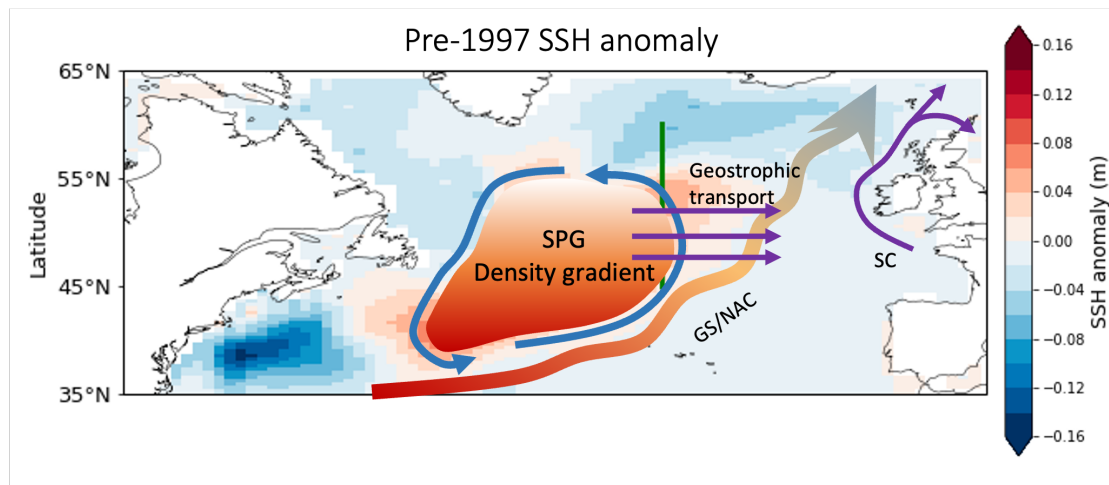 Pre-1997 SSH anomaly
65°N
55°N
45°N
35°N
Latitude
Geostrophic
transport
SPG
Density gradient
GS/NAC
SC
0.16
0.12
0.08
0.04
0.00
−0.04
−0.08
−0.12
−0.16
SSH anomaly (m)